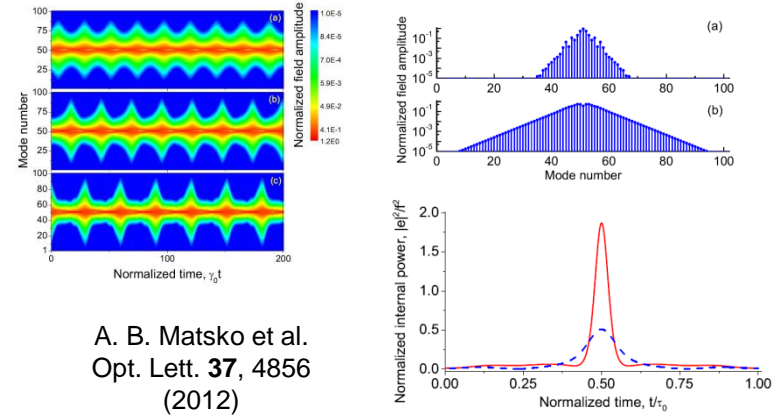 100
75
50
25
(a)
100
75
50
25
(b)
100
90
80
60
50
40
20
1
(c)
Mode number
0
100
200
Normalized time, γ₀t
1.0E-5
8.3E-5
7.0E-4
5.9E-3
4.9E-2
4.1E-1
1.2E0
Normalized field amplitude
A. B. Matsko et al.
Opt. Lett. 37, 4856
(2012)
Normalized field amplitude
(a)
10⁻¹
10⁻³
10⁻⁵
0 20 40 60 80 100
(b)
10⁻¹
10⁻³
10⁻⁵
0 20 40 60 80 100
Mode number
Normalized internal power, |e|²/f²
2.0
1.5
1.0
0.5
0.0
0.00 0.25 0.50 0.75 1.00
Normalized time, t/τ₀